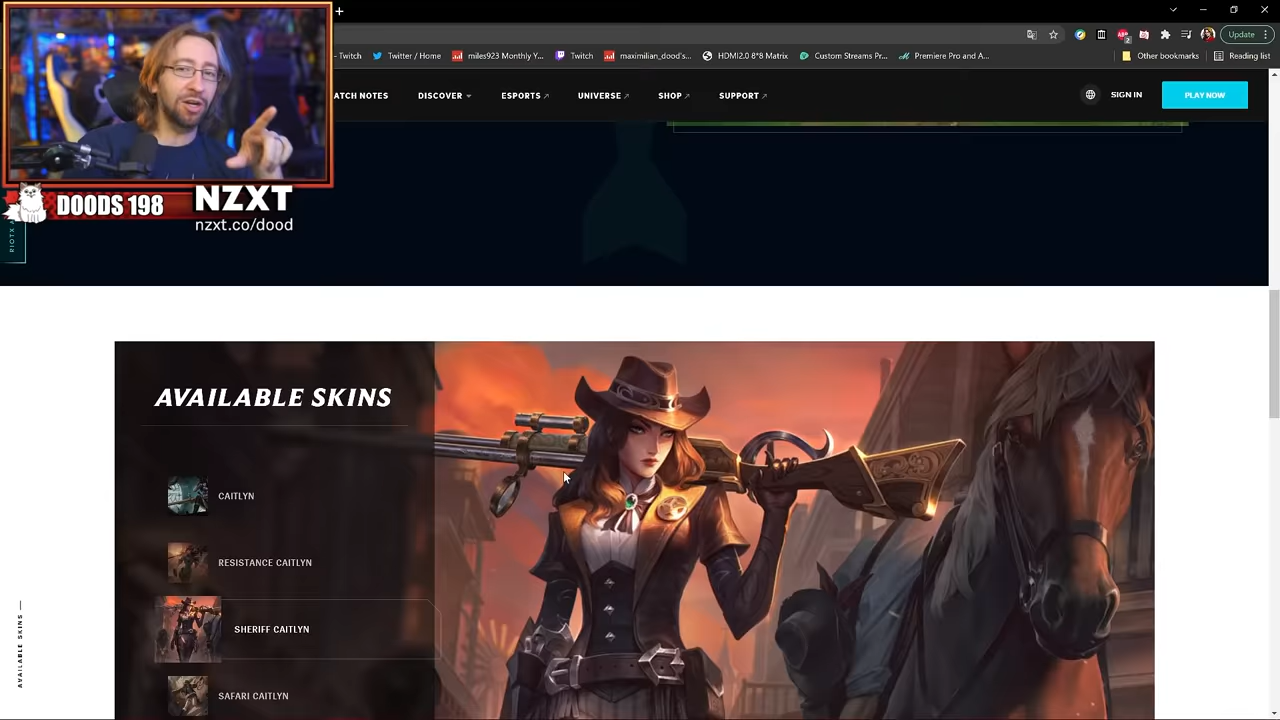 +
Update
- Twitch
Twitter / Home
miles923 Monthly Y...
Twitch
maximilian_dood's...
HDMI2.0 8*8 Matrix
Custom Streams Pr...
Premiere Pro and A...
Other bookmarks
Reading list
ATCH NOTES
DISCOVER
ESPORTS
UNIVERSE
SHOP
SUPPORT
SIGN IN
PLAY NOW
DOODS 198
NZXT
nzxt.co/dood
RIOTX A
AVAILABLE SKINS
CAITLYN
RESISTANCE CAITLYN
SHERIFF CAITLYN
SAFARI CAITLYN
AVAILABLE SKINS —